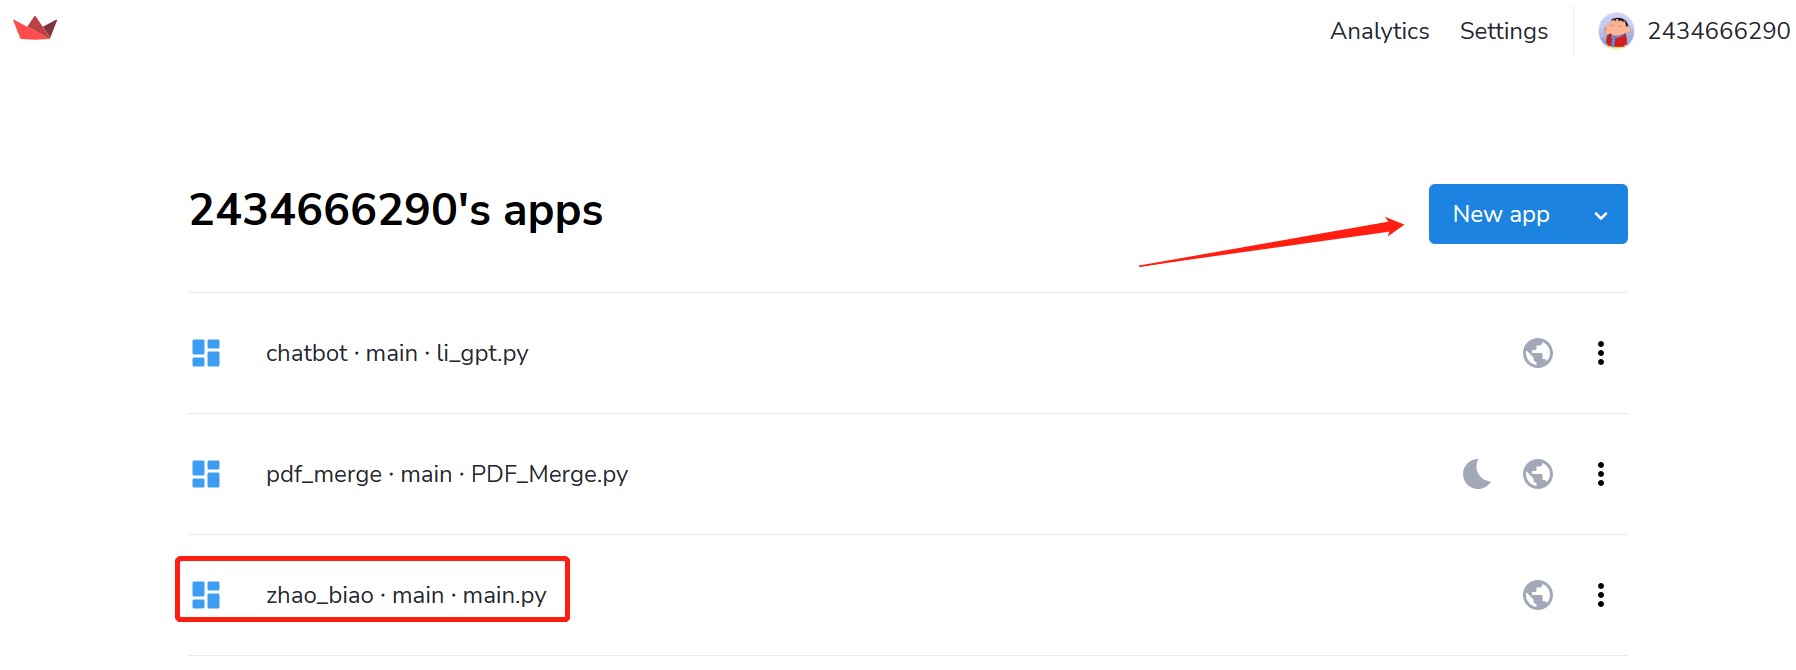 Analytics Settings 2434666290
2434666290's apps
New app
chatbot · main · li_gpt.py
pdf_merge · main · PDF_Merge.py
zhao_biao · main · main.py